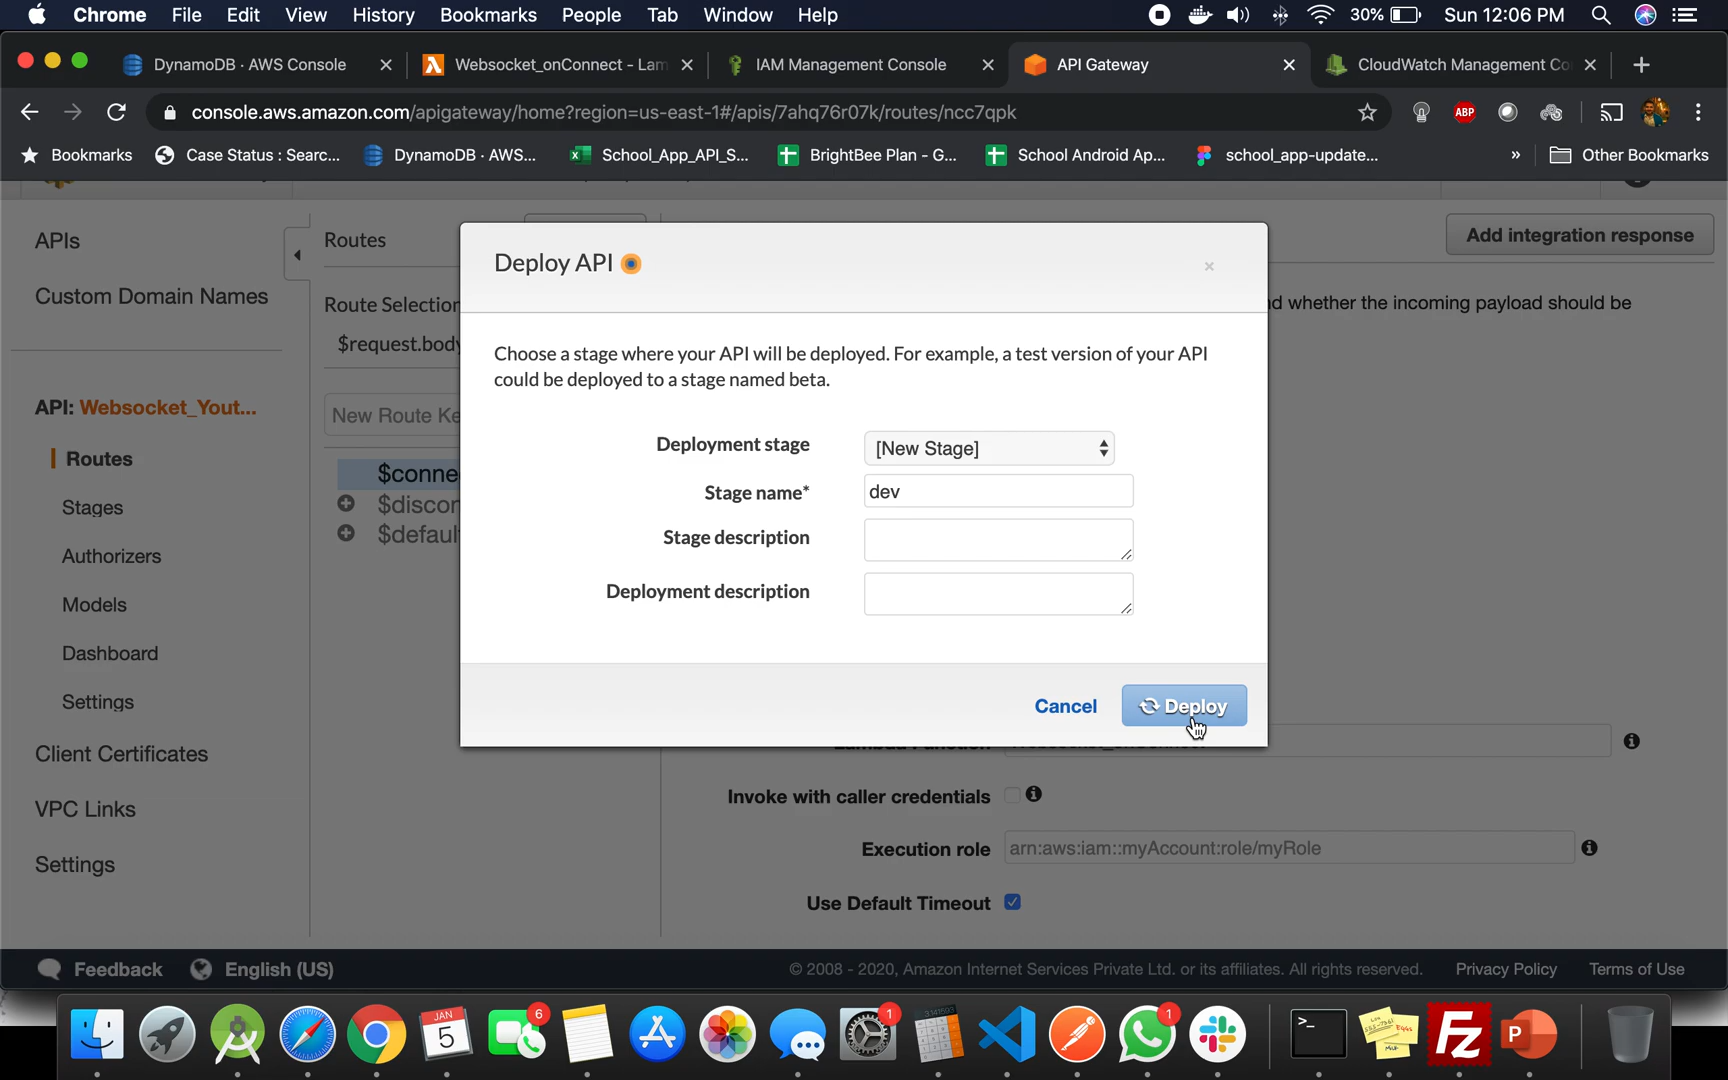 Chrome File Edit View History Bookmarks People Tab Window Help 30% Sun 12:06 PM
DynamoDB · AWS Console Websocket_onConnect - Lam IAM Management Console API Gateway CloudWatch Management Co
console.aws.amazon.com/apigateway/home?region=us-east-1#/apis/7ahq76r07k/routes/ncc7qpk ABP
Bookmarks Case Status : Searc... DynamoDB · AWS... School_App_API_S... BrightBee Plan - G... School Android Ap... school_app-update... » Other Bookmarks
APIs
Custom Domain Names
API: Websocket_Yout...
Routes
Stages
Authorizers
Models
Dashboard
Settings
Client Certificates
VPC Links
Settings
Routes
Route Selection
$request.body
New Route Ke
$conne
$discon
$defaul
Add integration response
d whether the incoming payload should be
Deploy API
Choose a stage where your API will be deployed. For example, a test version of your API
could be deployed to a stage named beta.
Deployment stage [New Stage]
Stage name* dev
Stage description
Deployment description
Cancel Deploy
Invoke with caller credentials
Execution role arn:aws:iam::myAccount:role/myRole
Use Default Timeout
Feedback English (US) © 2008 - 2020, Amazon Internet Services Private Ltd. or its affiliates. All rights reserved. Privacy Policy Terms of Use
JAN
5
6
1
1